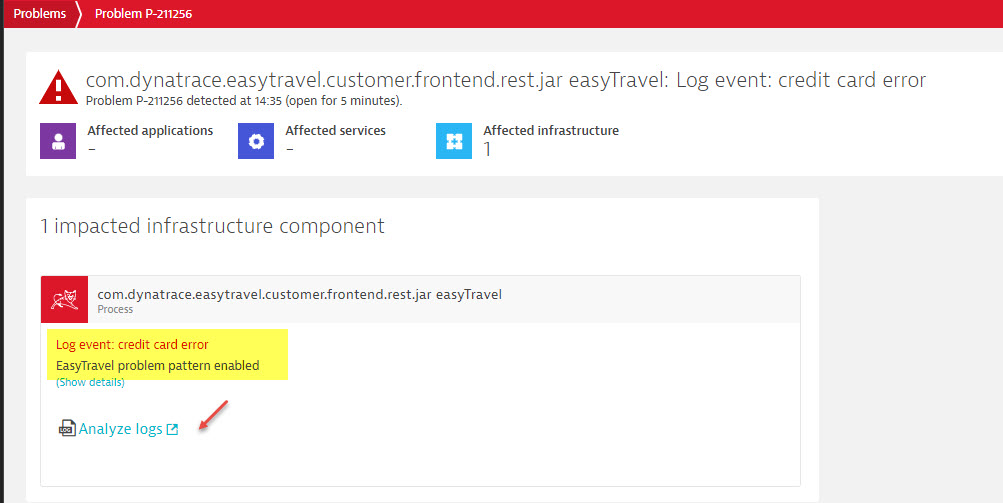 Problems Problem P-211256
com.dynatrace.easytravel.customer.frontend.rest.jar easyTravel: Log event: credit card error
Problem P-211256 detected at 14:35 (open for 5 minutes).
Affected applications
–
Affected services
–
Affected infrastructure
1
1 impacted infrastructure component
com.dynatrace.easytravel.customer.frontend.rest.jar easyTravel
Process
Log event: credit card error
EasyTravel problem pattern enabled
(Show details)
LOG Analyze logs